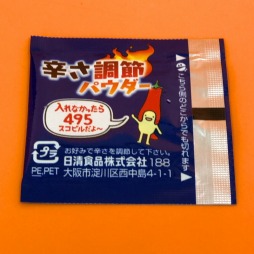 辛さ調節
パウダー
入れなかったら
495
スコビルだよ〜
プラ
PE,PET
お好みで辛さを調節して下さい。
日清食品株式会社 188
大阪市淀川区西中島4-1-1
こちら側のどこからでも切れます